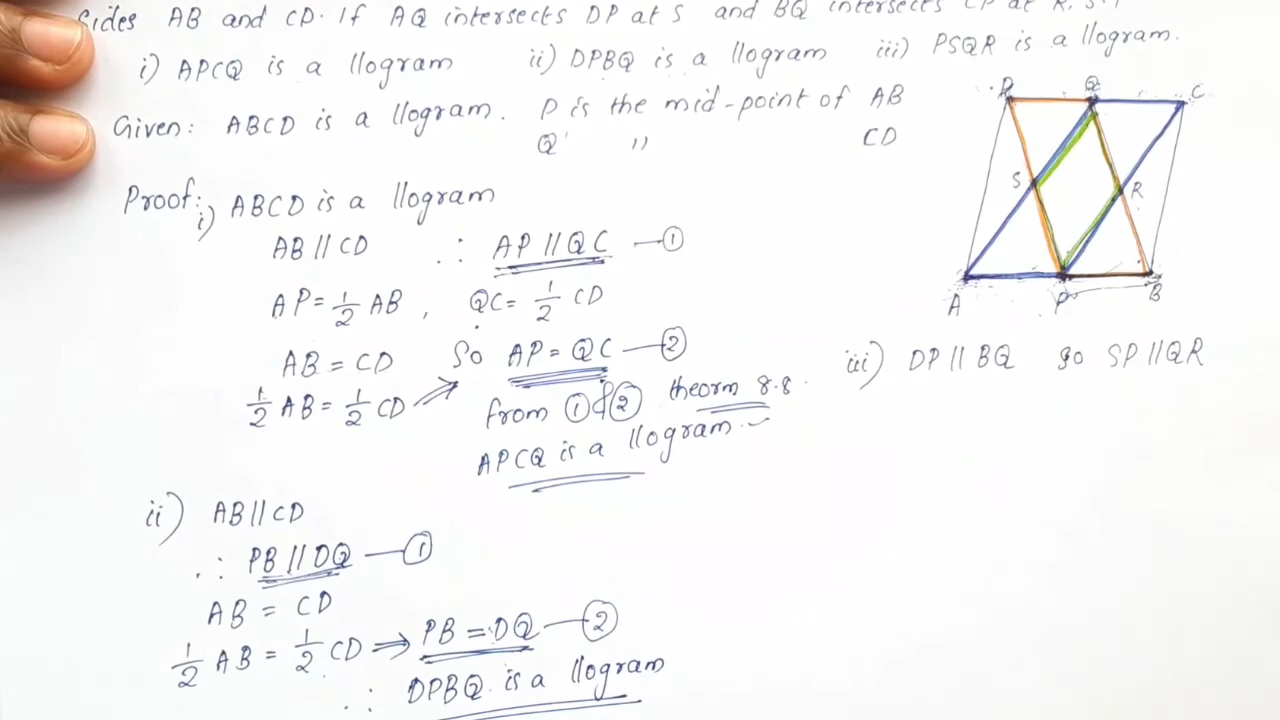 Sides AB and CD. If AQ intersects DP at S and BQ intersects CP at R, S.T
i) APCQ is a llogram ii) DPBQ is a llogram iii) PSQR is a llogram.
Given: ABCD is a llogram. P is the mid-point of AB
Q " CD
Proof:
i) ABCD is a llogram
AB // CD ∴ AP // QC — ①
AP = 1/2 AB , QC = 1/2 CD
AB = CD So AP = QC — ②
1/2 AB = 1/2 CD ⇒ from ① & ② theorm 8.8.
APCQ is a llogram.
ii) AB // CD
∴ PB // DQ — ①
AB = CD
1/2 AB = 1/2 CD ⇒ PB = DQ — ②
∴ DPBQ is a llogram
D Q C
S R
A P B
iii) DP // BQ so SP // QR